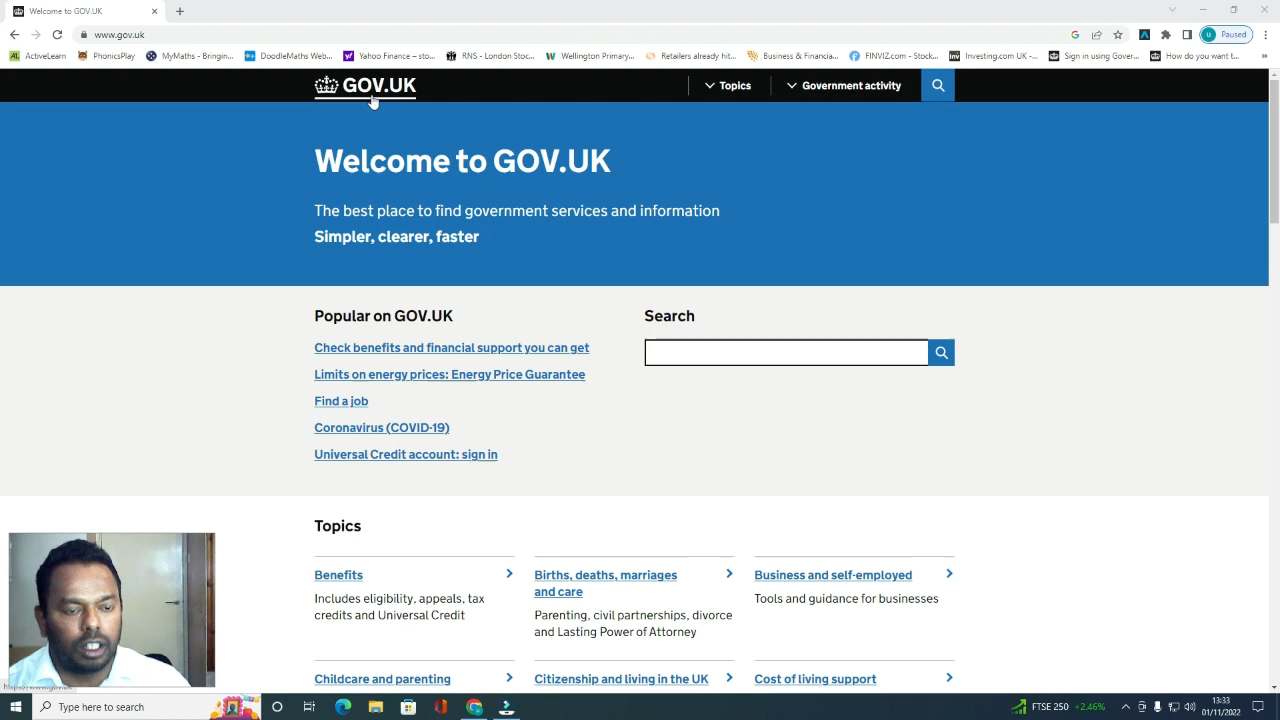 Welcome to GOV.UK
www.gov.uk
Paused
ActiveLearn
PhonicsPlay
MyMaths - Bringin...
DoodleMaths Web...
Yahoo Finance – sto...
RNS - London Stoc...
Wellington Primary...
Retailers already hit...
Business & Financia...
FINVIZ.com - Stock...
Investing.com UK -...
Sign in using Gover...
How do you want t...
GOV.UK
Topics
Government activity
Welcome to GOV.UK
The best place to find government services and information
Simpler, clearer, faster
Popular on GOV.UK
Check benefits and financial support you can get
Limits on energy prices: Energy Price Guarantee
Find a job
Coronavirus (COVID-19)
Universal Credit account: sign in
Search
Topics
Benefits
Includes eligibility, appeals, tax
credits and Universal Credit
Births, deaths, marriages
and care
Parenting, civil partnerships, divorce
and Lasting Power of Attorney
Business and self-employed
Tools and guidance for businesses
Childcare and parenting
Citizenship and living in the UK
Cost of living support
https://www.gov.uk
Type here to search
FTSE 250 +2.46%
13:33
01/11/2022